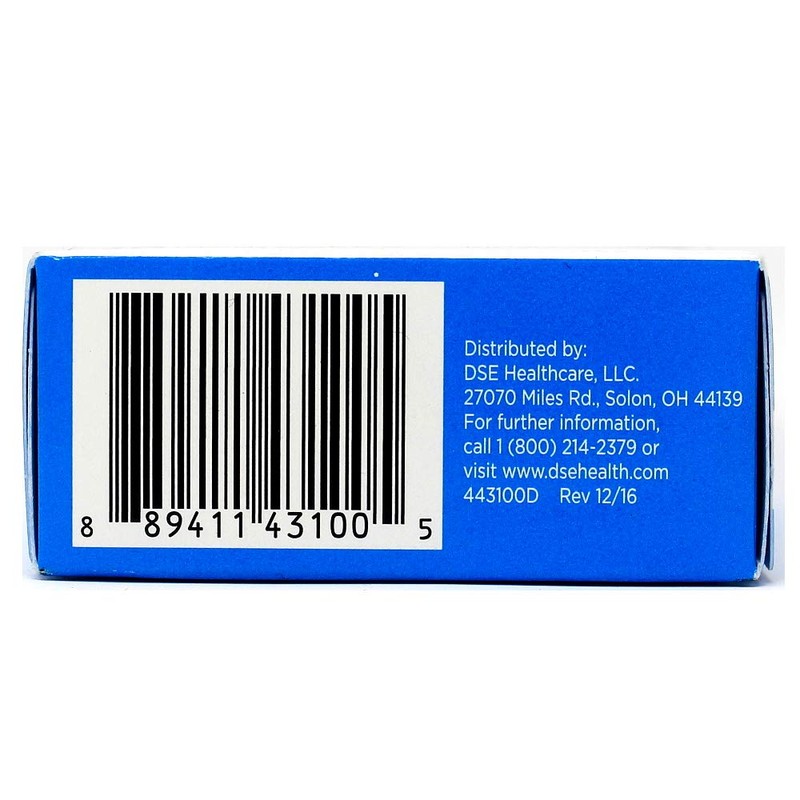 8 89411 43100 5
Distributed by:
DSE Healthcare, LLC.
27070 Miles Rd., Solon, OH 44139
For further information,
call 1 (800) 214-2379 or
visit www.dsehealth.com
443100D Rev 12/16